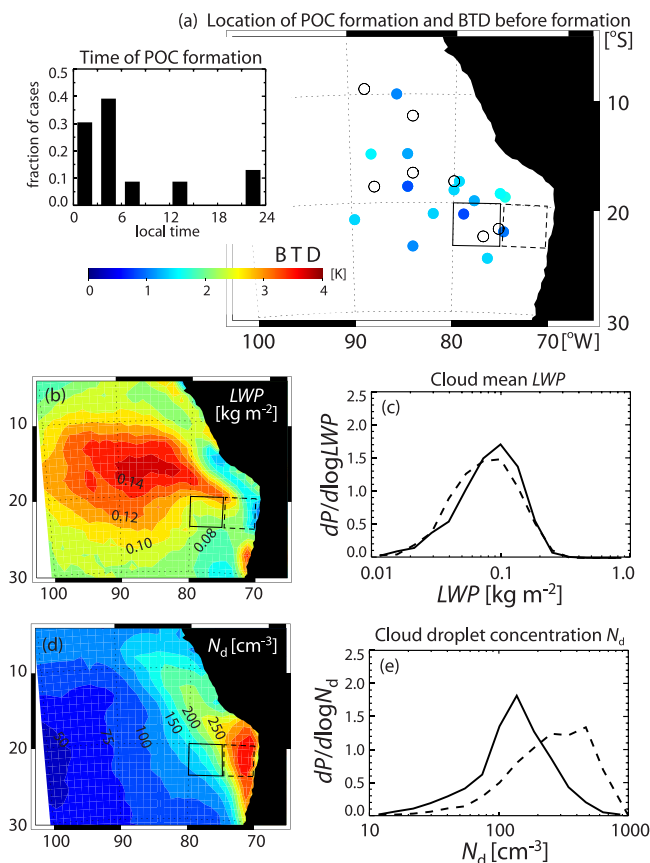 (a) Location of POC formation and BTD before formation
[°S]
Time of POC formation
fraction of cases
0.5
0.4
0.3
0.2
0.1
0.0
0 6 12 18 24
local time
BTD
[K]
0 1 2 3 4
10
20
30
100 90 80 70 [°W]
(b)
LWP
[kg m-2]
10
20
30
0.14
0.12
0.10
0.08
100 90 80 70
(c)
Cloud mean LWP
dP/dlogLWP
2.5
2.0
1.5
1.0
0.5
0.0
0.01 0.1 1.0
LWP [kg m-2]
(d)
Nd [cm-3]
10
20
30
75
100
150
200
250
100 90 80 70
(e)
Cloud droplet concentration Nd
dP/dlogNd
2.5
2.0
1.5
1.0
0.5
0.0
10 100 1000
Nd [cm-3]